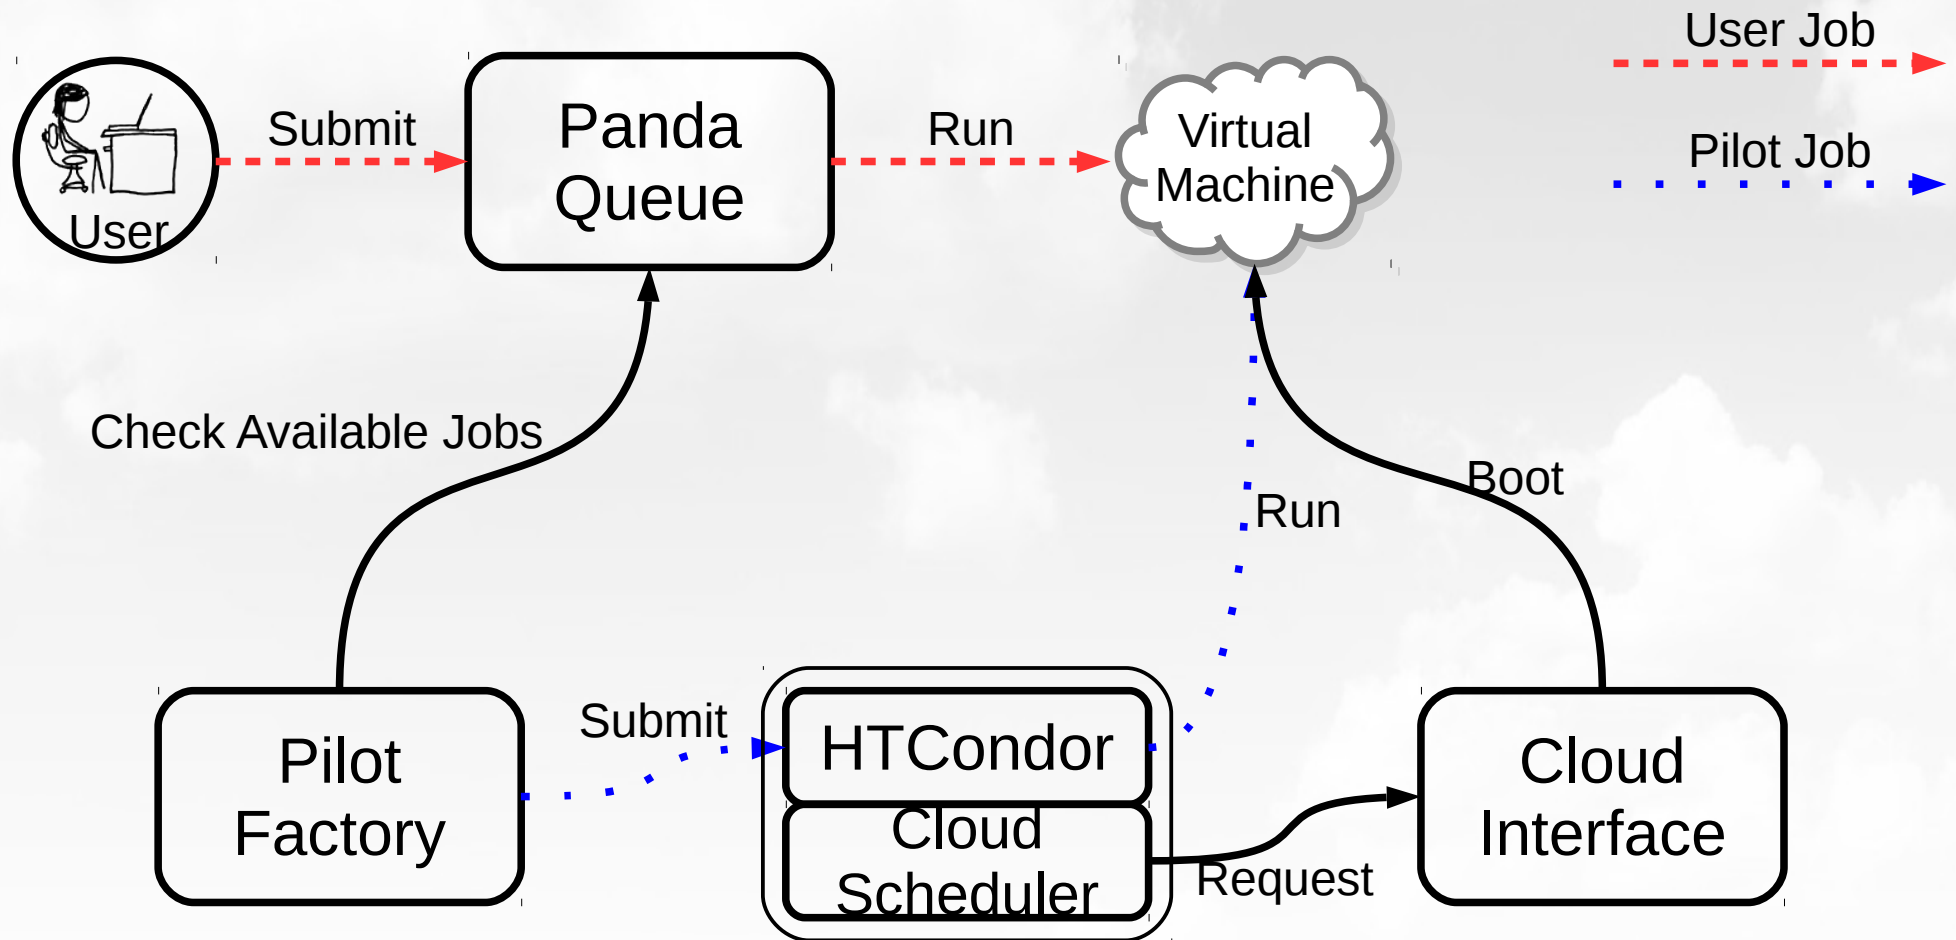 User Job
Submit
Panda
Queue
Run
Virtual
Machine
Pilot Job
User
Check Available Jobs
Boot
Run
Submit
HTCondor
Pilot
Factory
Cloud
Scheduler
Request
Cloud
Interface